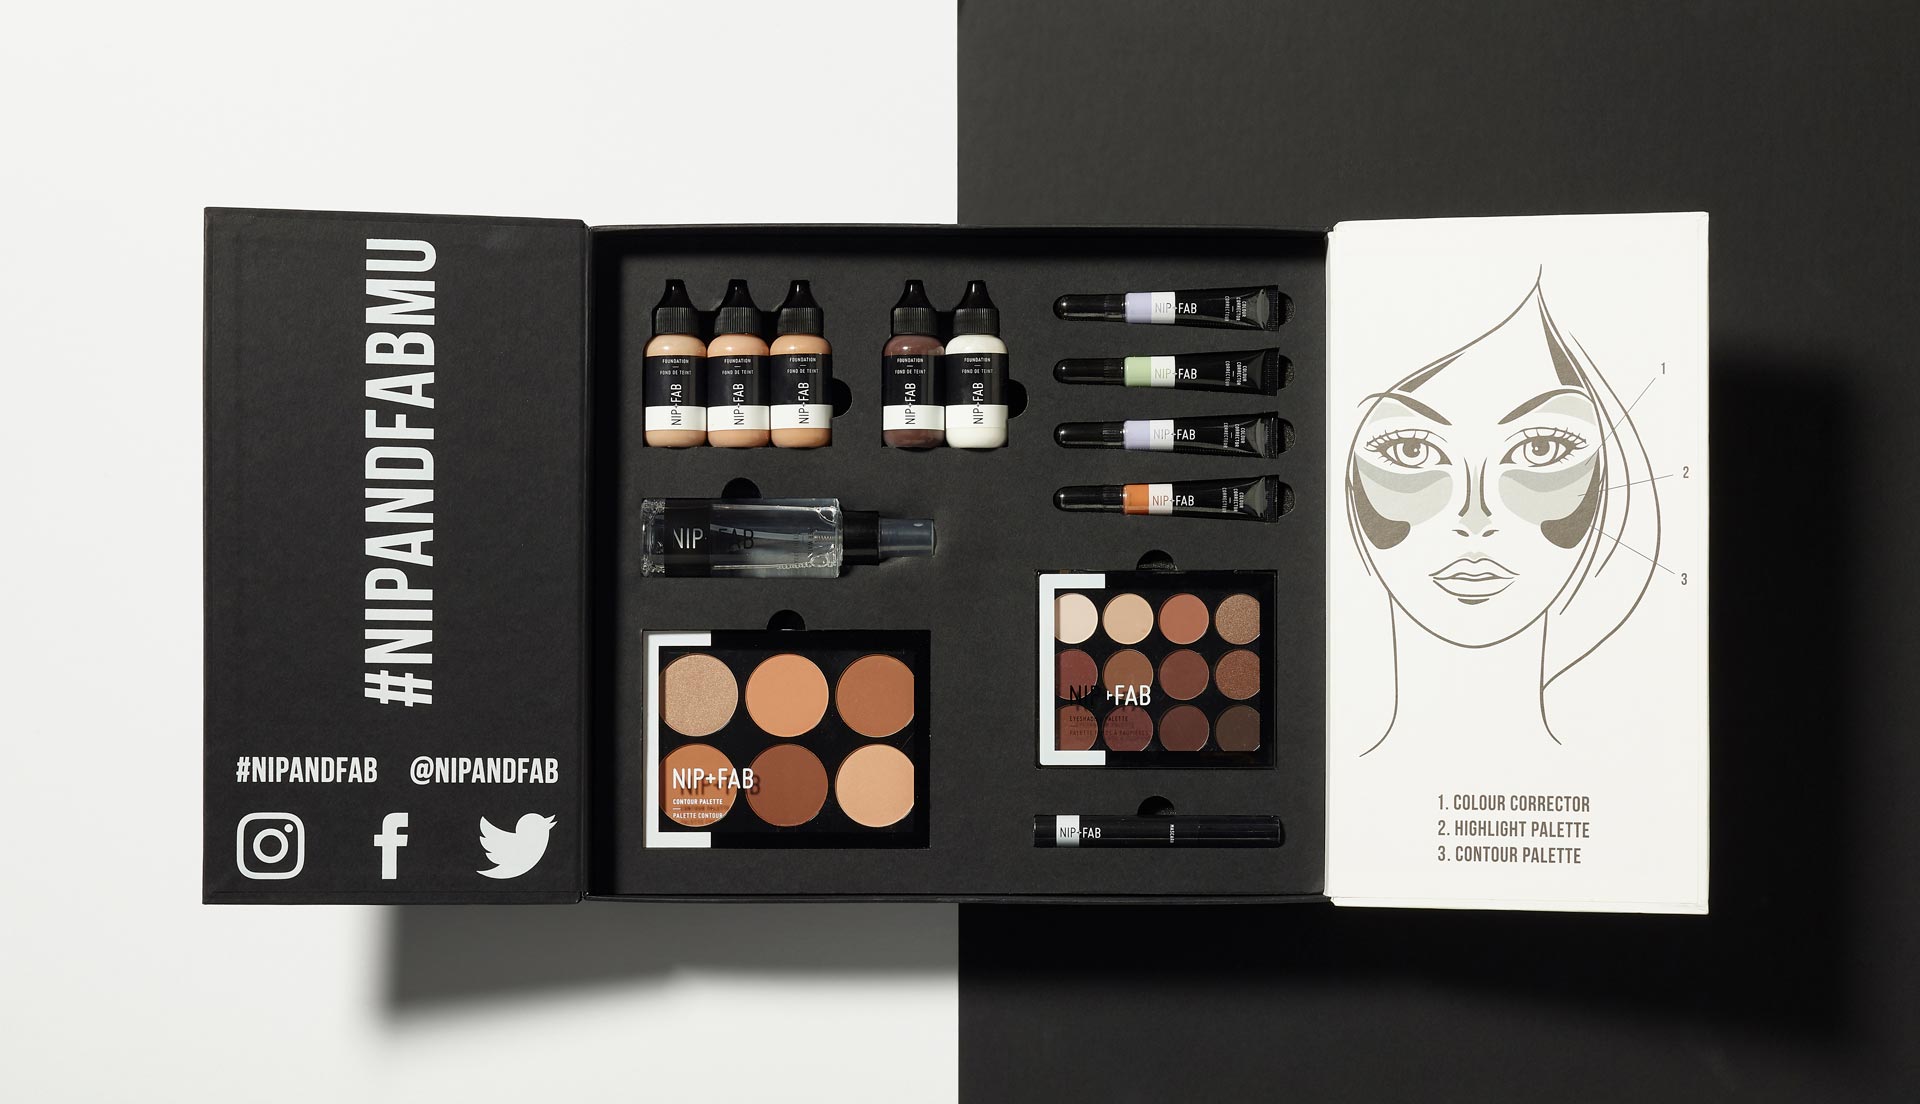 #NIPANDFABMU
#NIPANDFAB @NIPANDFAB
FOUNDATION
FOND DE TEINT
NIP+FAB
FOUNDATION
FOND DE TEINT
NIP+FAB
FOUNDATION
FOND DE TEINT
NIP+FAB
FOUNDATION
FOND DE TEINT
NIP+FAB
FOUNDATION
FOND DE TEINT
NIP+FAB
NIP+FAB
COLOUR
CORRECTOR
NIP+FAB
COLOUR
CORRECTOR
NIP+FAB
COLOUR
CORRECTOR
NIP+FAB
COLOUR
CORRECTOR
NIP+FAB
NIP+FAB
CONTOUR PALETTE
PALETTE CONTOUR
NIP+FAB
EYESHADOW PALETTE
NIP+FAB
MASCARA
1
2
3
1. COLOUR CORRECTOR
2. HIGHLIGHT PALETTE
3. CONTOUR PALETTE